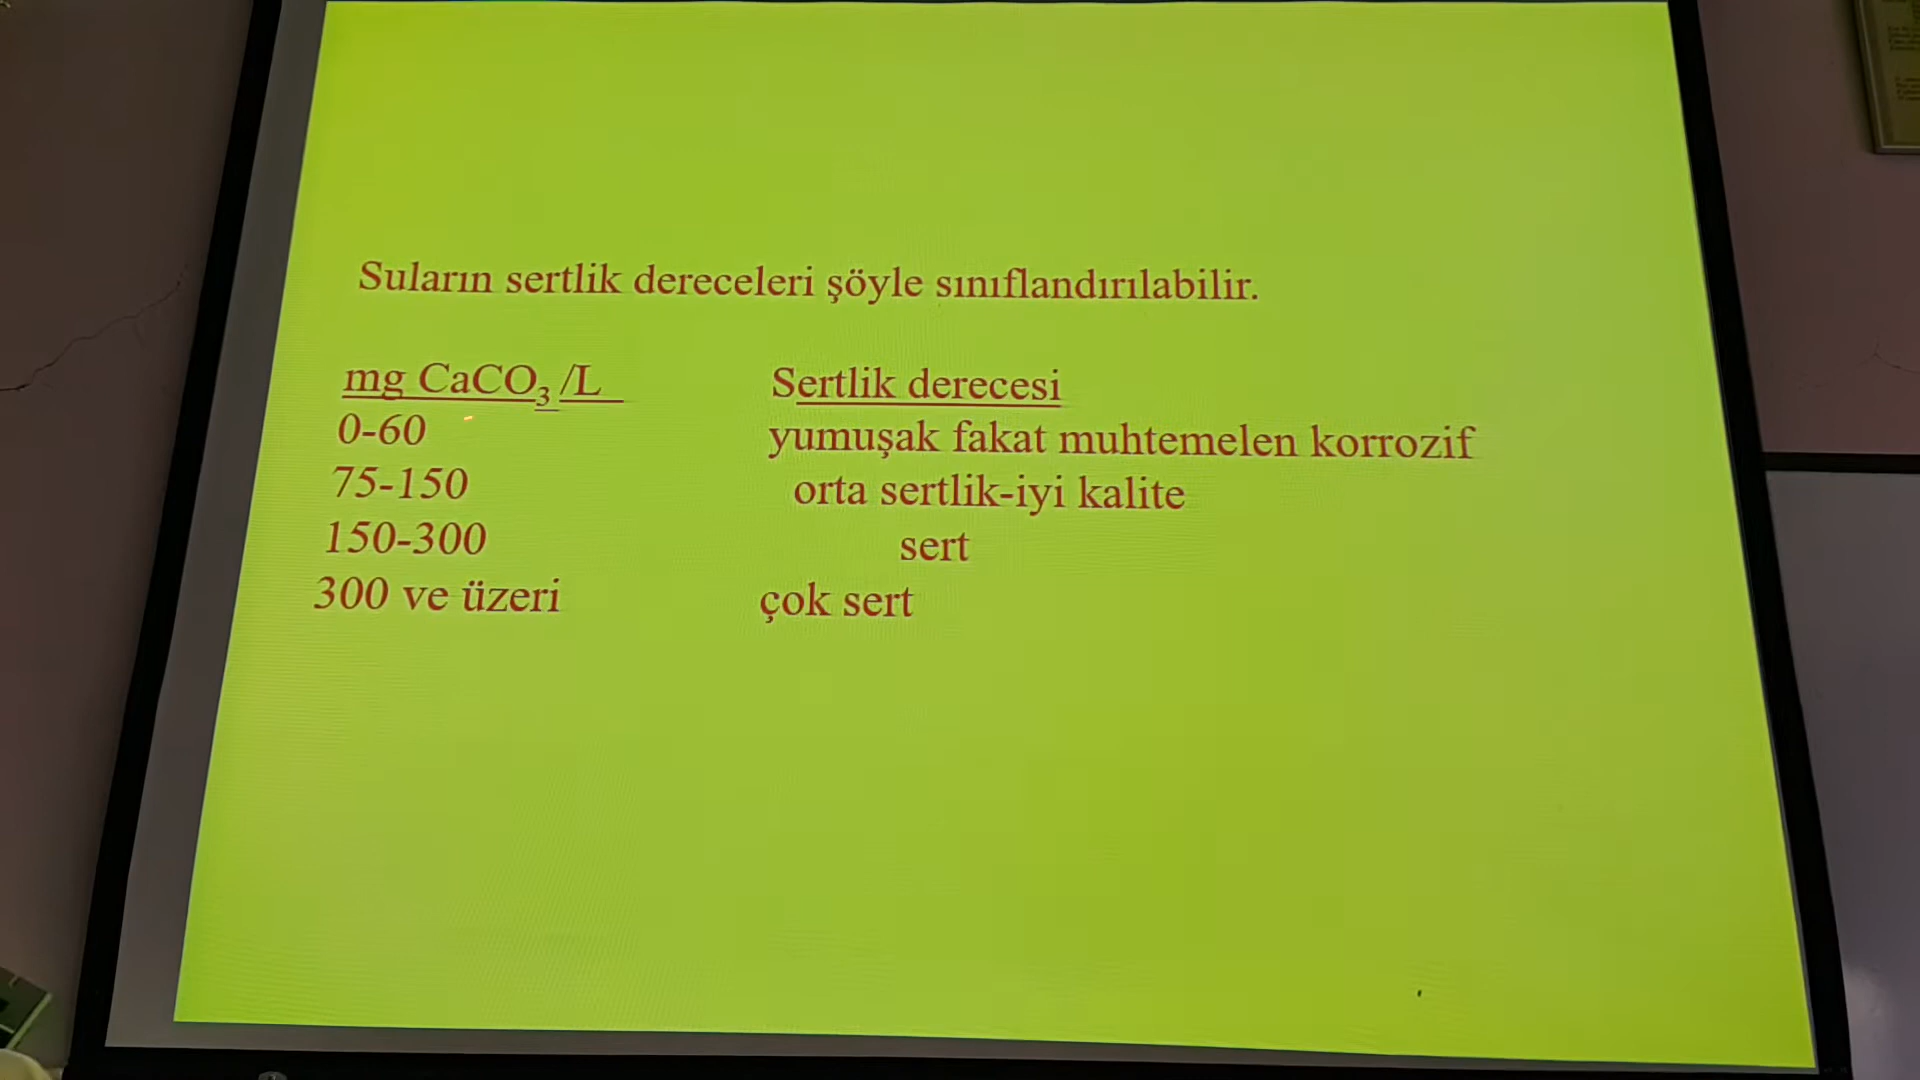 Suların sertlik dereceleri şöyle sınıflandırılabilir.
mg CaCO₃ /L Sertlik derecesi
0-60 yumuşak fakat muhtemelen korrozif
75-150 orta sertlik-iyi kalite
150-300 sert
300 ve üzeri çok sert